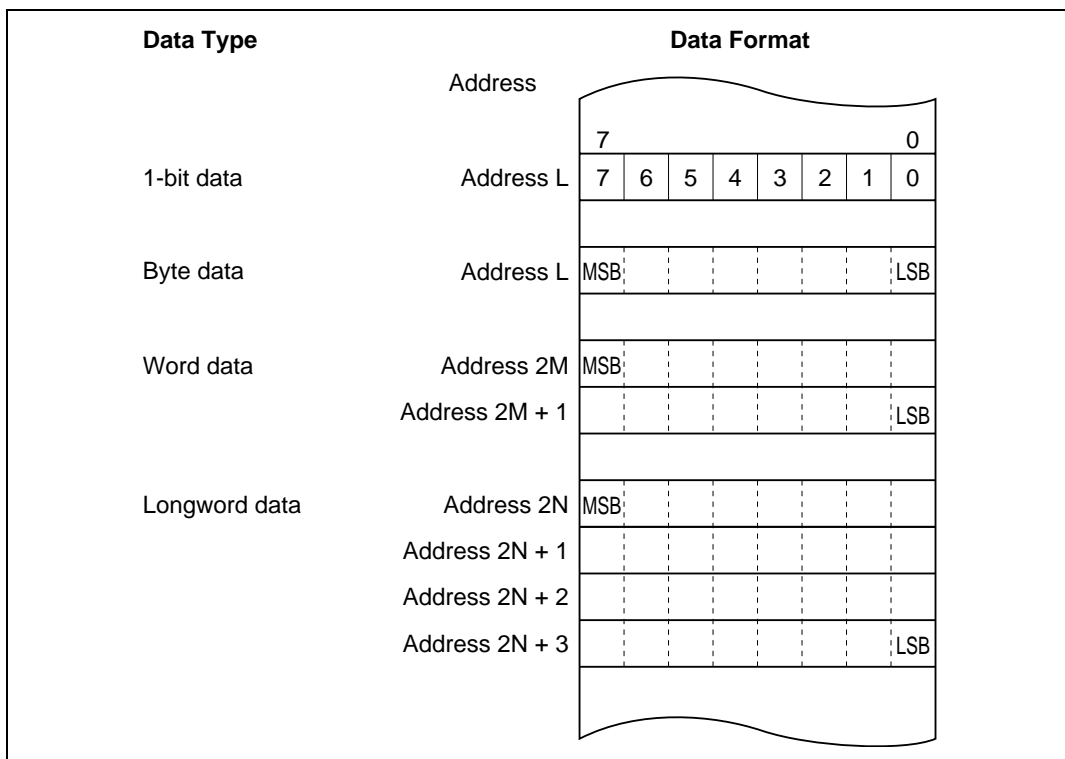 Data Type Data Format
Address
7 0
1-bit data Address L 7 6 5 4 3 2 1 0
Byte data Address L MSB LSB
Word data Address 2M MSB
Address 2M + 1 LSB
Longword data Address 2N MSB
Address 2N + 1
Address 2N + 2
Address 2N + 3 LSB